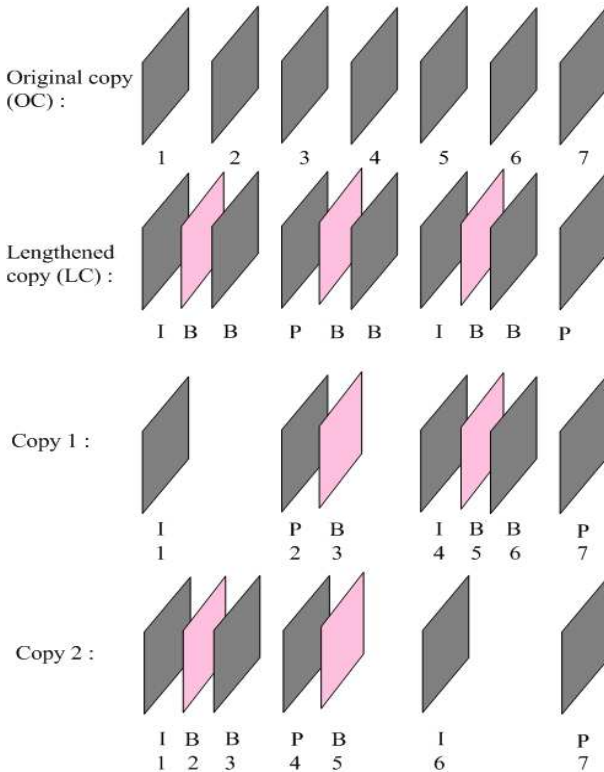 Original copy
(OC) :
1 2 3 4 5 6 7
Lengthened
copy (LC) :
I B B P B B I B B P
Copy 1 :
I P B I B B P
1 2 3 4 5 6 7
Copy 2 :
I B B P B I P
1 2 3 4 5 6 7